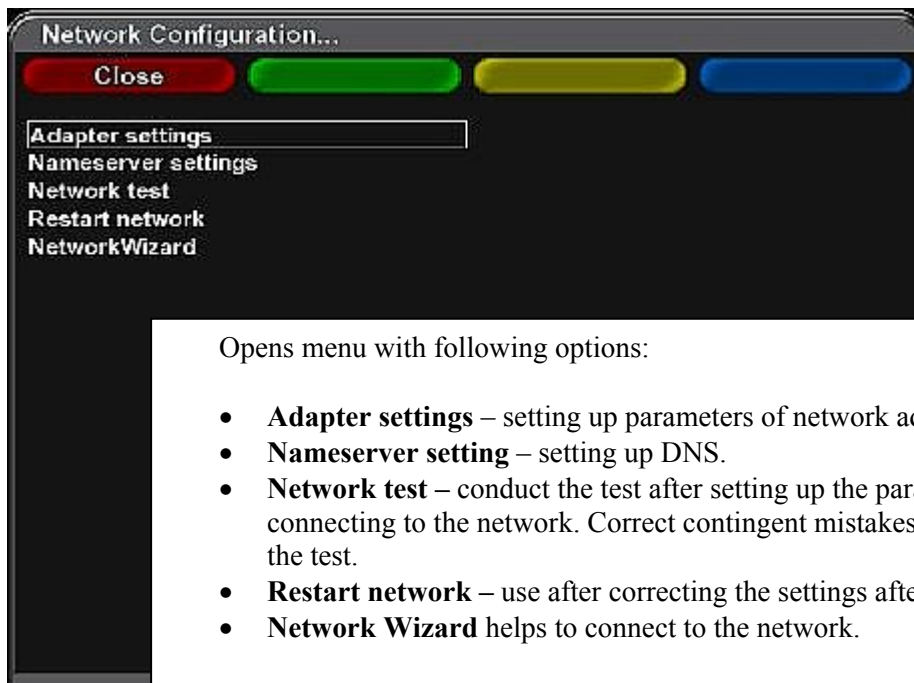 Network Configuration...
Close
Adapter settings
Nameserver settings
Network test
Restart network
NetworkWizard
Opens menu with following options:
• Adapter settings – setting up parameters of network
• Nameserver setting – setting up DNS.
• Network test – conduct the test after setting up the
connecting to the network. Correct contingent mistakes
the test.
• Restart network – use after correcting the settings
• Network Wizard helps to connect to the network.